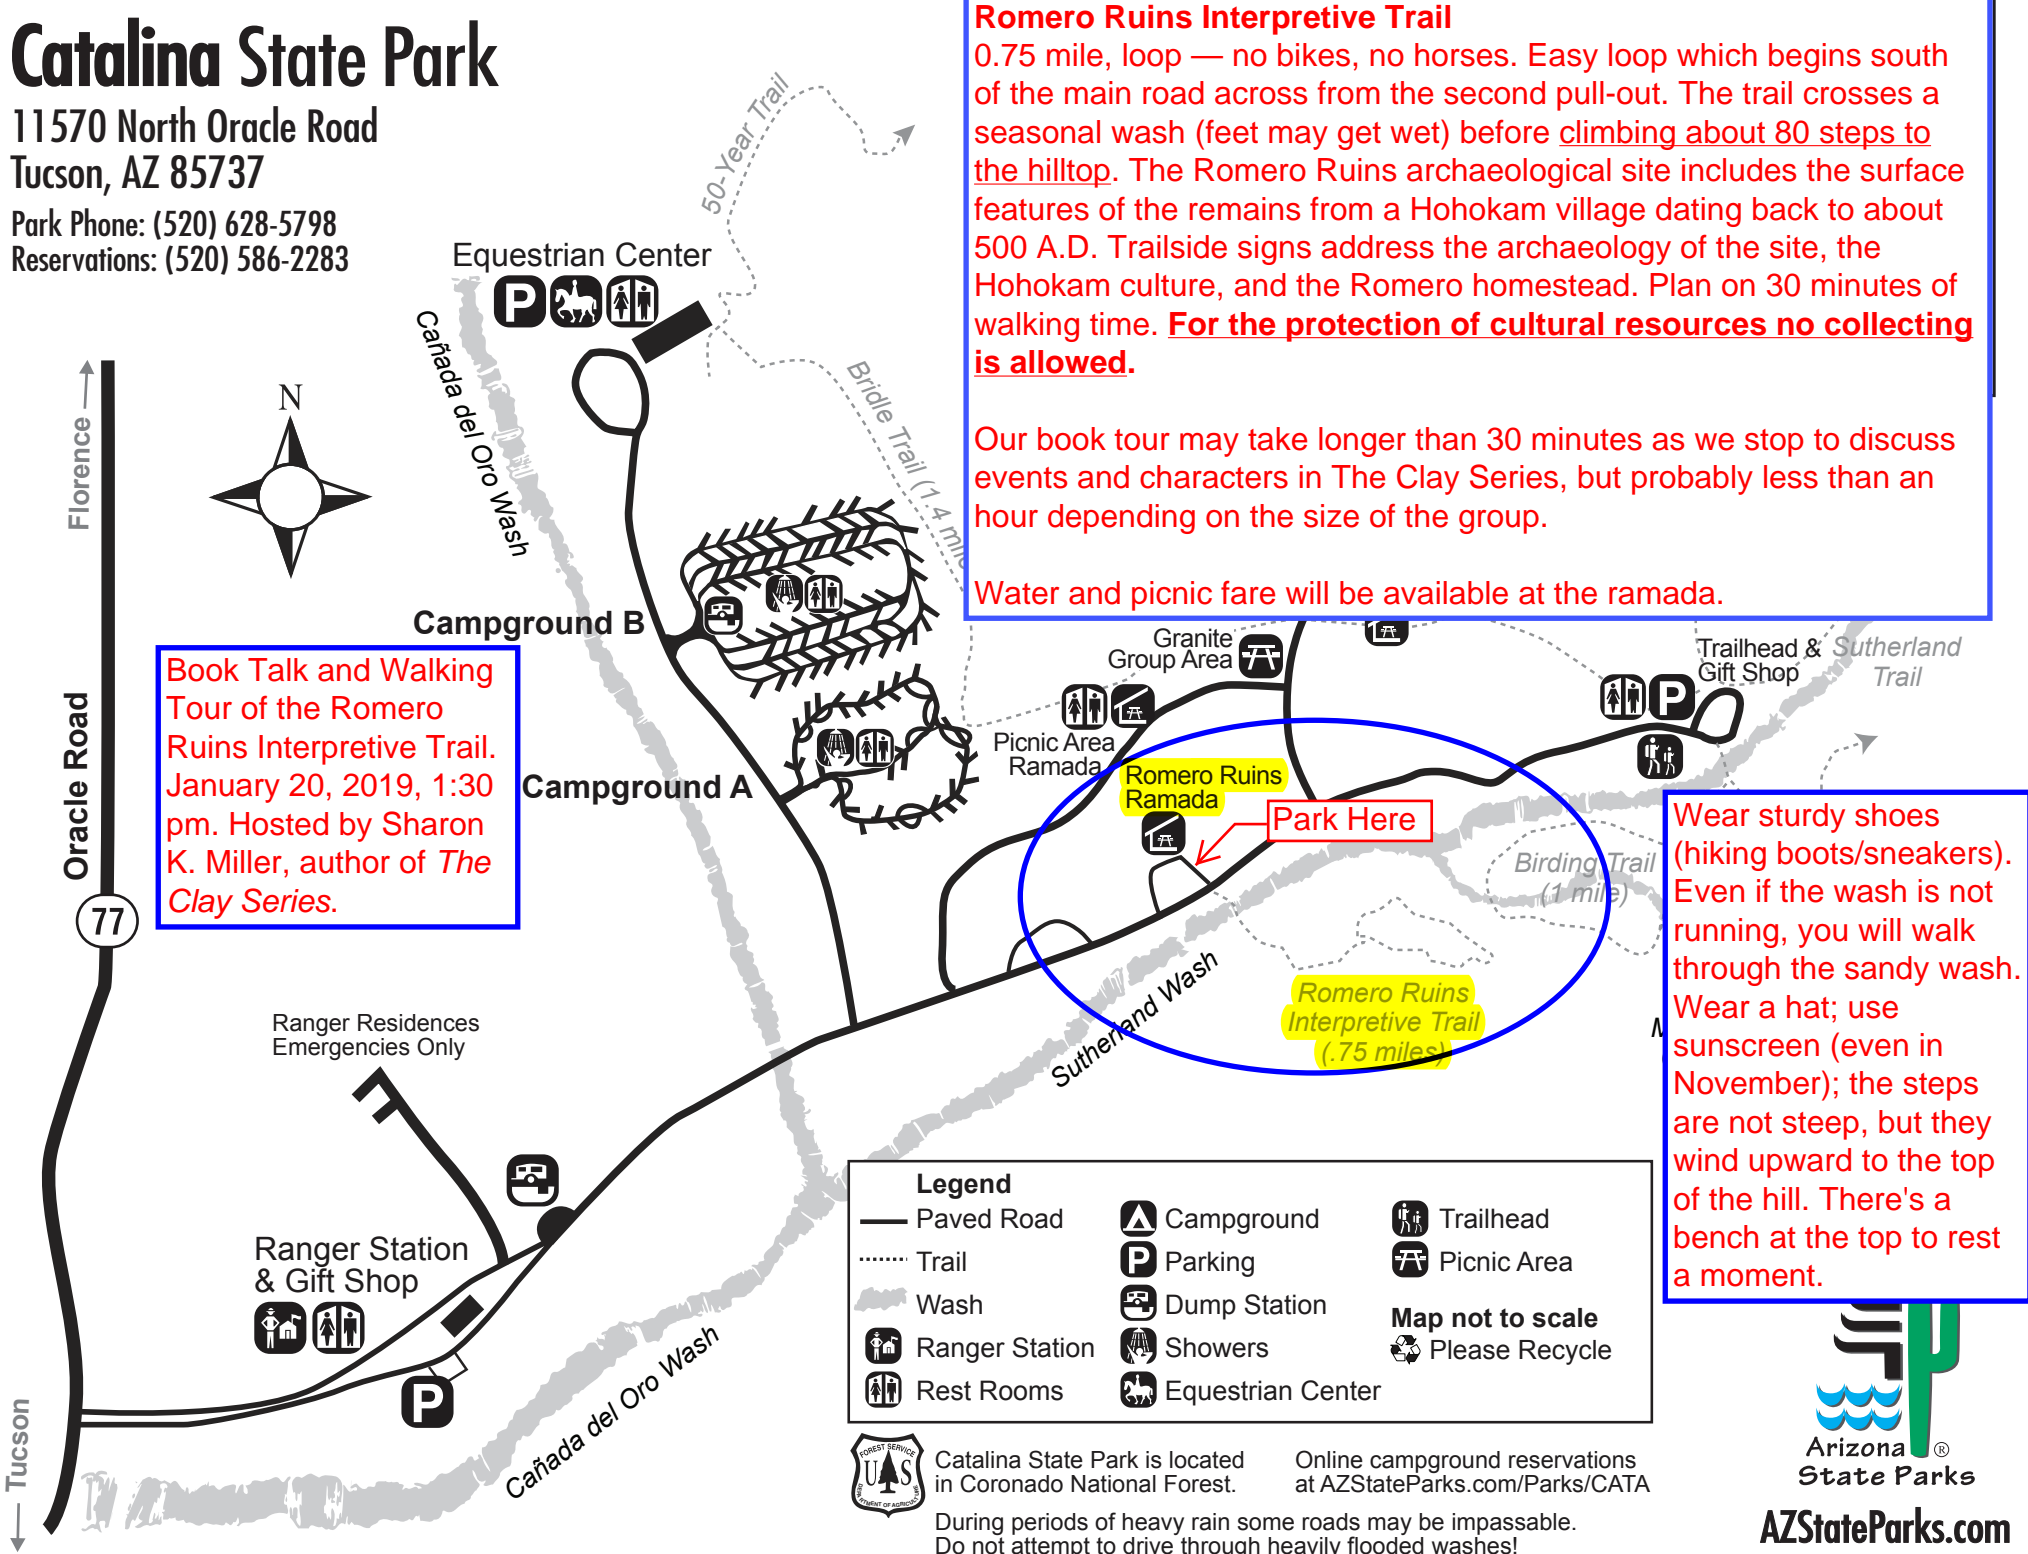 Catalina State Park
11570 North Oracle Road
Tucson, AZ 85737
Park Phone: (520) 628-5798
Reservations: (520) 586-2283
Romero Ruins Interpretive Trail
0.75 mile, loop — no bikes, no horses. Easy loop which begins south
of the main road across from the second pull-out. The trail crosses a
seasonal wash (feet may get wet) before climbing about 80 steps to
the hilltop. The Romero Ruins archaeological site includes the surface
features of the remains from a Hohokam village dating back to about
500 A.D. Trailside signs address the archaeology of the site, the
Hohokam culture, and the Romero homestead. Plan on 30 minutes of
walking time. For the protection of cultural resources no collecting
is allowed.
Our book tour may take longer than 30 minutes as we stop to discuss
events and characters in The Clay Series, but probably less than an
hour depending on the size of the group.
Water and picnic fare will be available at the ramada.
50-Year Trail
Equestrian Center
P
Cañada del Oro Wash
Bridle Trail (1.4 mile
N
Florence
Campground B
Book Talk and Walking
Tour of the Romero
Ruins Interpretive Trail.
January 20, 2019, 1:30
pm. Hosted by Sharon
K. Miller, author of The
Clay Series.
Oracle Road
77
Campground A
Granite
Group Area
Picnic Area
Ramada
Trailhead &
Gift Shop
P
Sutherland
Trail
Romero Ruins
Ramada
Park Here
Birding Trail
(1 mile)
Romero Ruins
Interpretive Trail
(.75 miles)
Sutherland Wash
Wear sturdy shoes
(hiking boots/sneakers).
Even if the wash is not
running, you will walk
through the sandy wash.
Wear a hat; use
sunscreen (even in
November); the steps
are not steep, but they
wind upward to the top
of the hill. There's a
bench at the top to rest
a moment.
Ranger Residences
Emergencies Only
Ranger Station
& Gift Shop
P
Cañada del Oro Wash
Tucson
Legend
Paved Road
Trail
Wash
Ranger Station
Rest Rooms
Campground
P Parking
Dump Station
Showers
Equestrian Center
Trailhead
Picnic Area
Map not to scale
Please Recycle
FOREST SERVICE
U S
DEPARTMENT OF AGRICULTURE
Catalina State Park is located
in Coronado National Forest.
Online campground reservations
at AZStateParks.com/Parks/CATA
During periods of heavy rain some roads may be impassable.
Do not attempt to drive through heavily flooded washes!
Arizona ®
State Parks
AZStateParks.com